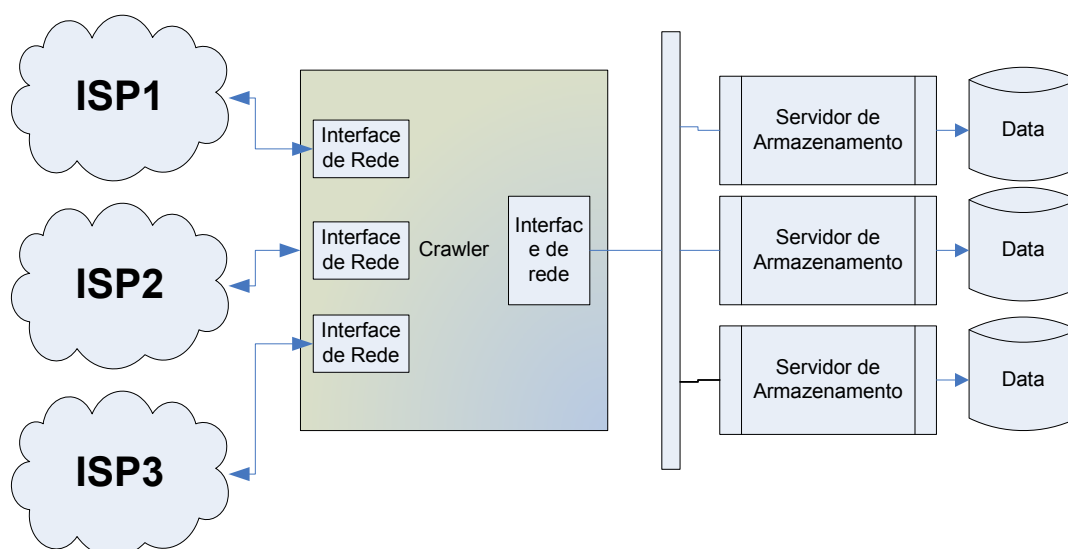 ISP1
ISP2
ISP3
Interface
de Rede
Interface
de Rede
Interface
de Rede
Crawler
Interfac
e de
rede
Servidor de
Armazenamento
Data
Servidor de
Armazenamento
Data
Servidor de
Armazenamento
Data